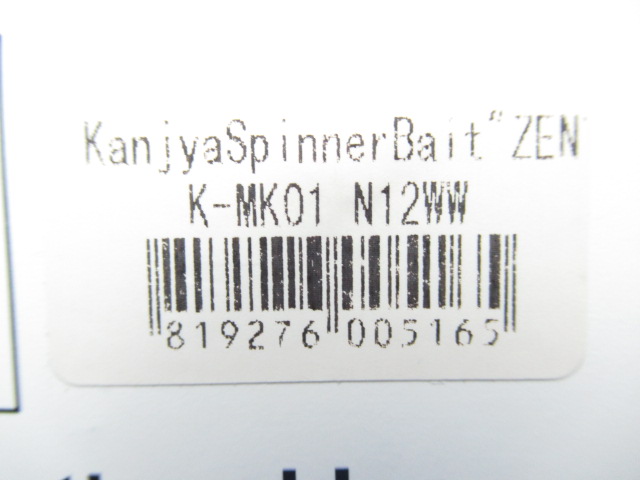 KanjyaSpinnerBait"ZEN
K-MK01 N12WW
819276 005165